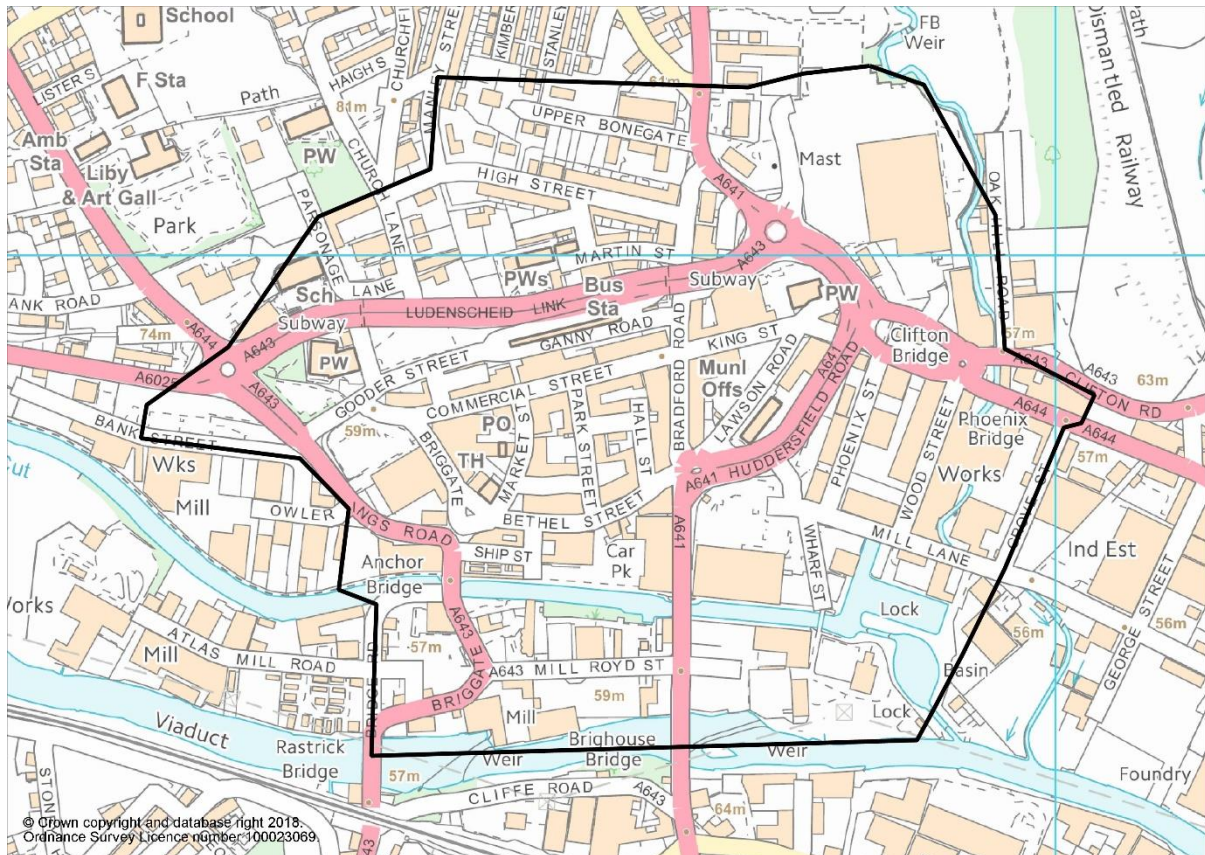 School
LISTER S
F Sta
HAIGH S
CHURCHFI
MANLEY STREE
KIMBER
STANLEY
61m
FB
Weir
Dismantled Railway
Path
Path
81m
UPPER BONEGATE
A641
Mast
Amb
Sta
Liby
& Art Gall
PW
CHURCH LANE
HIGH STREET
OAK
ROAD
Park
PARSONAGE LANE
MARTIN ST
A643
PWs
Bus
Sta
Subway
Sch
Subway
LUDENSCHEID LINK
PW
ANK ROAD
74m
A644
A643
GANNY ROAD
KING ST
Clifton
Bridge
57m
A643
A643
CLIFTON RD
63m
A6025
PW
GOODER STREET
COMMERCIAL STREET
BRADFORD ROAD
Munl
Offs
LAWSON ROAD
A641
HUDDERSFIELD ROAD
A641
A643
59m
PO
MARKET S
PARK STREET
HALL ST
PHOENIX ST
WOOD STREET
Phoenix
Bridge
A644
A644
57m
BANK STREET
Cut
Wks
Mill
BRIGGATE
TH
Works
OWLER
NGS ROAD
BETHEL STREET
SHIP ST
Car
Pk
A641
MILL LANE
GROVE ST
Ind Est
WHARF ST
Anchor
Bridge
Lock
GEORGE STREET
Works
ATLAS MILL ROAD
Mill
57m
A643
A643 MILL ROYD ST
56m
56m
BRIDGE RD
BRIGGATE
59m
Basin
Mill
Lock
Viaduct
Rastrick
Bridge
Weir
Brighouse
Bridge
Weir
57m
CLIFFE ROAD
A643
64m
Foundry
STON
643
© Crown copyright and database right 2018.
Ordnance Survey Licence number 100023069.